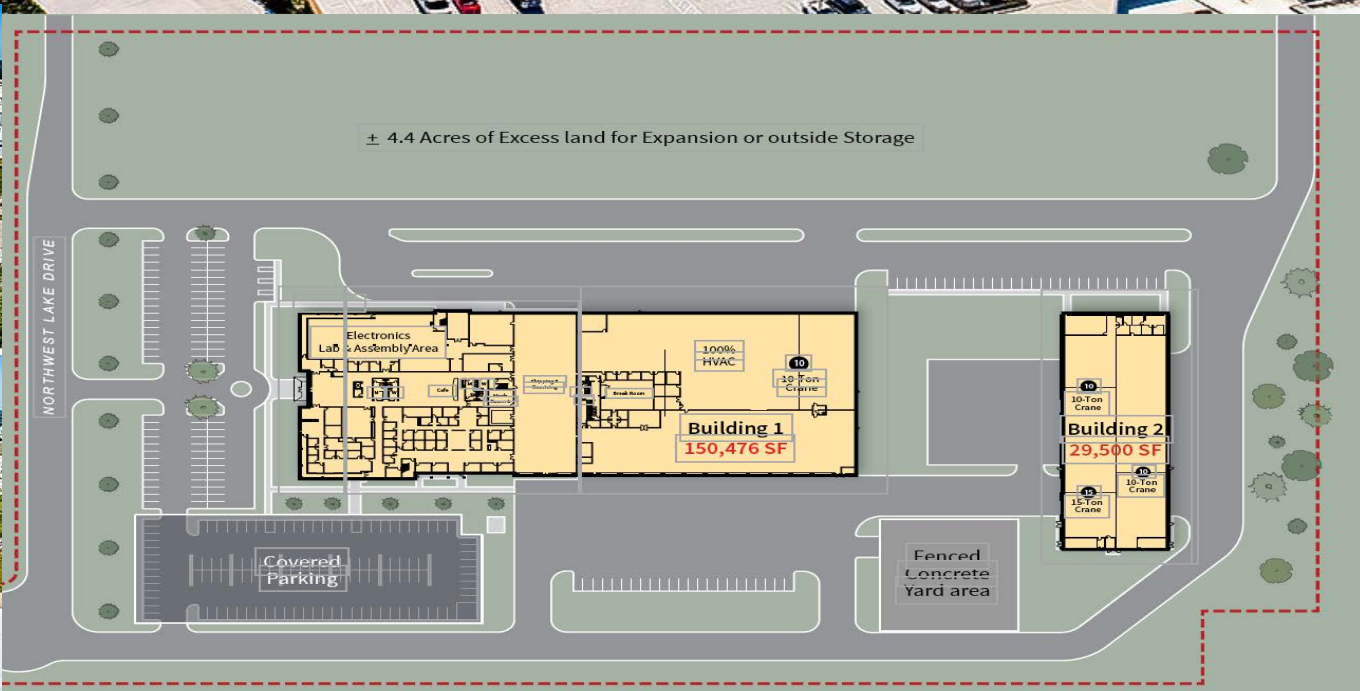 ± 4.4 Acres of Excess land for Expansion or outside Storage
NORTHWEST LAKE DRIVE
Electronics
Lab & Assembly Area
Cafe
Break Room
100%
HVAC
10
10-Ton
Crane
Building 1
150,476 SF
10
10-Ton
Crane
Building 2
29,500 SF
10
10-Ton
Crane
15
15-Ton
Crane
Covered
Parking
Fenced
Concrete
Yard area